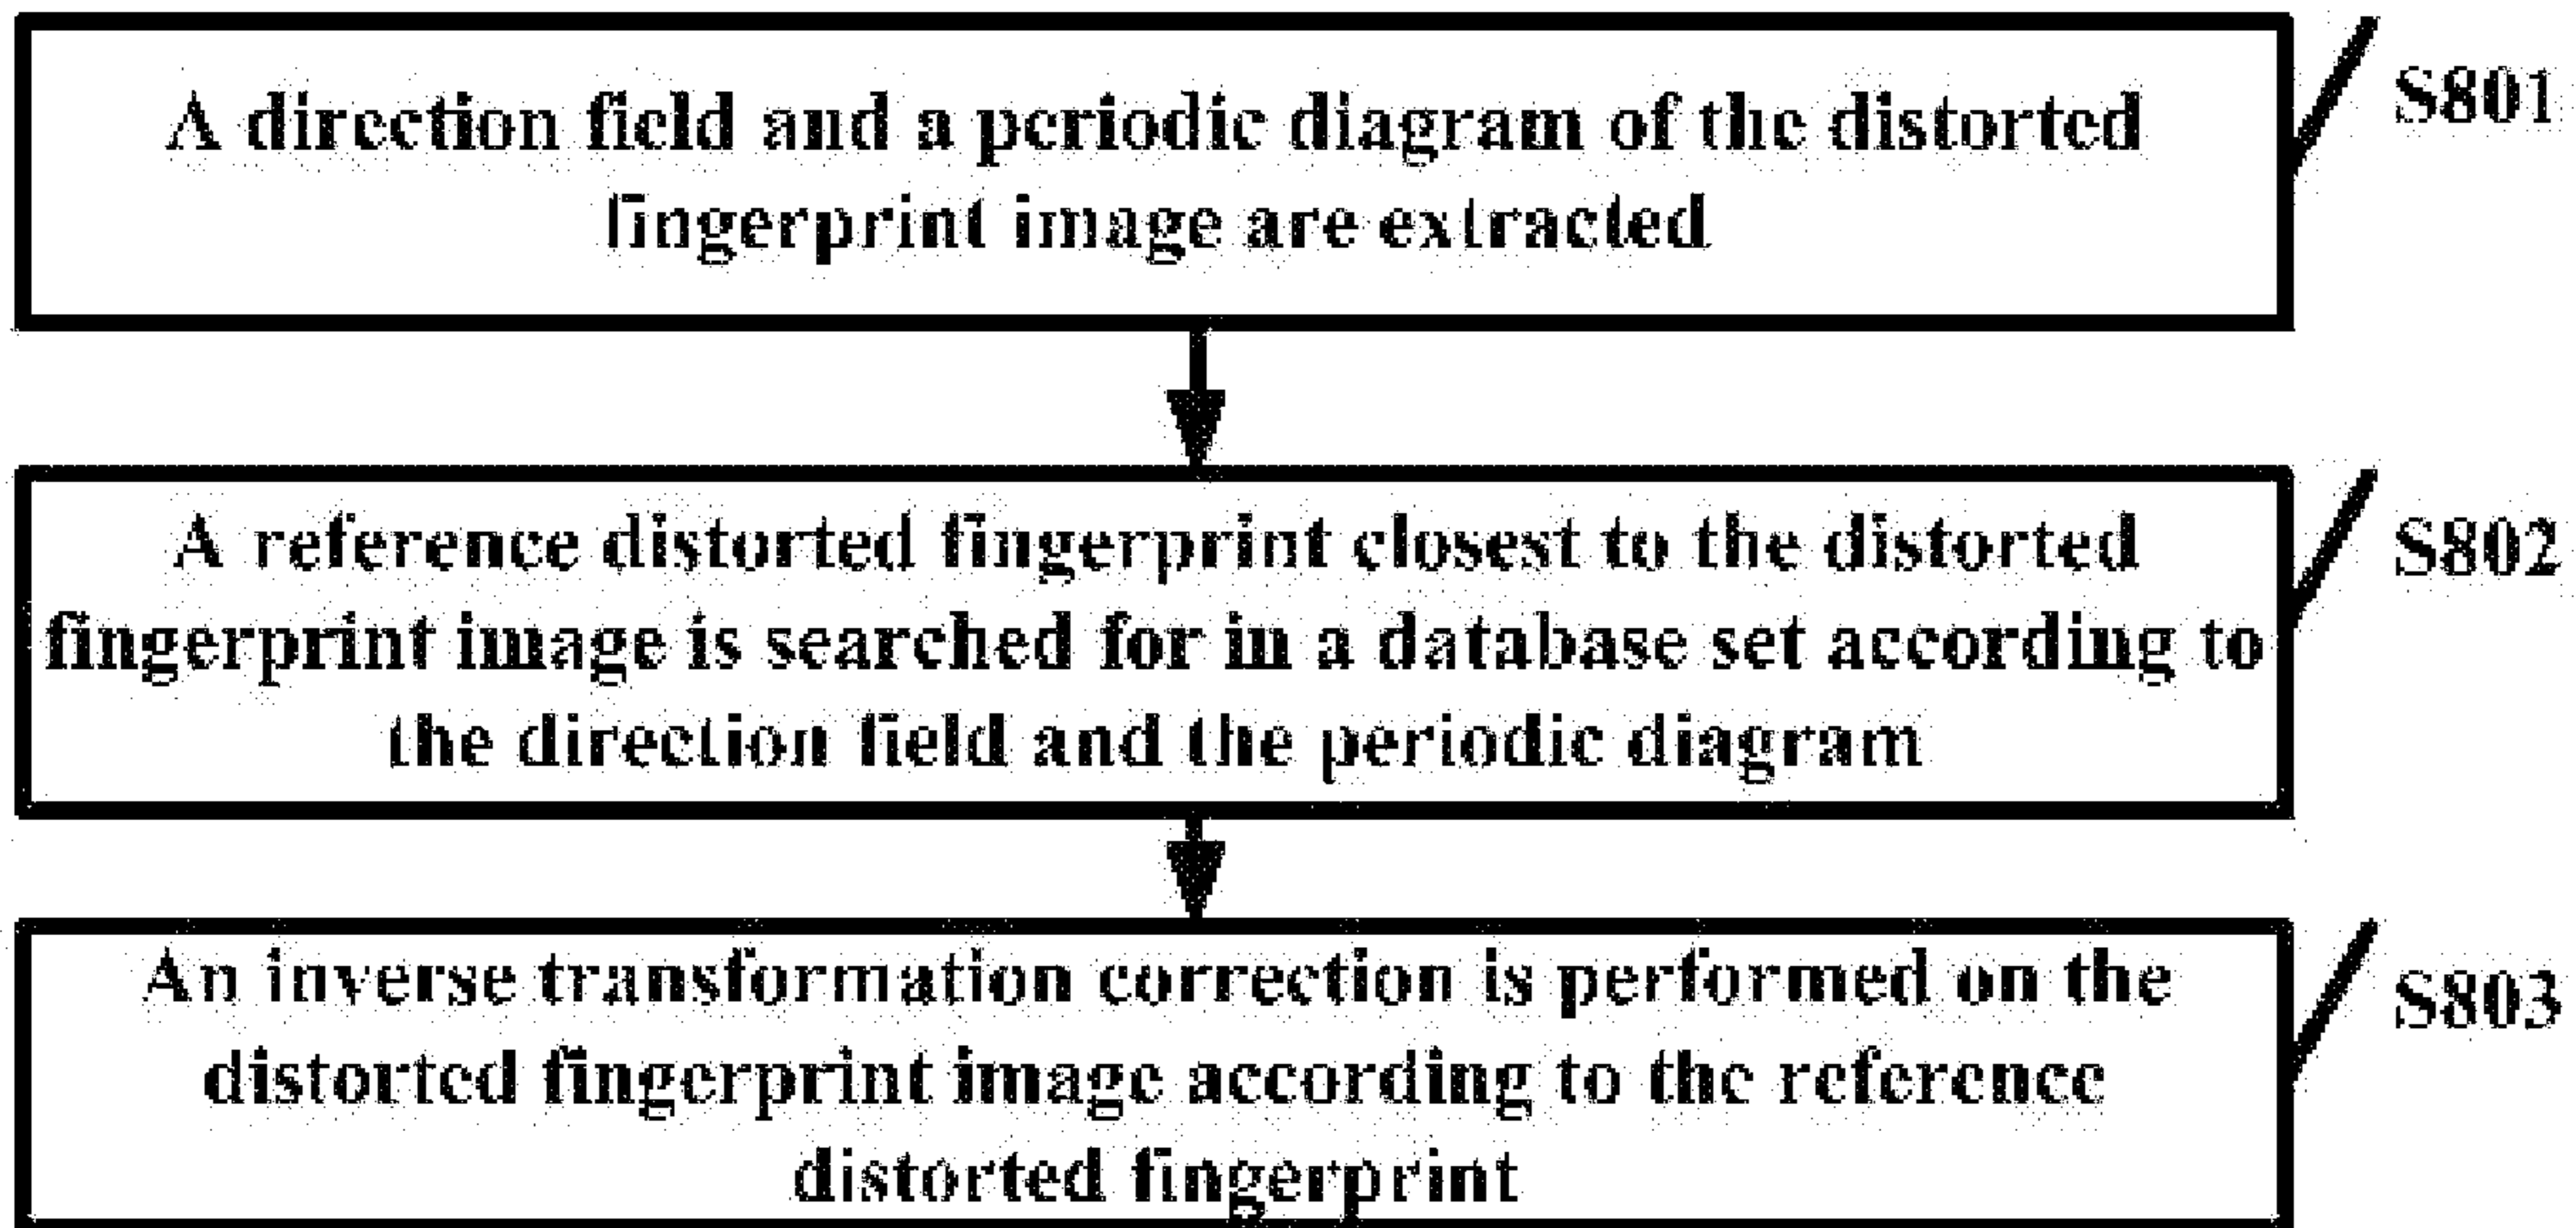 A direction field and a periodic diagram of the distorted
fingerprint image are extracted
S801
A reference distorted fingerprint closest to the distorted
fingerprint image is searched for in a database set according to
the direction field and the periodic diagram
S802
An inverse transformation correction is performed on the
distorted fingerprint image according to the reference
distorted fingerprint
S803